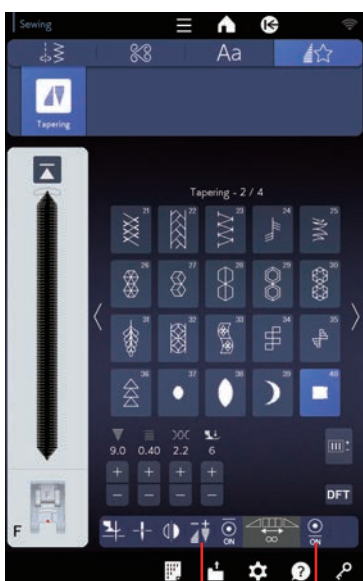 Sewing
Aa
Tapering
Tapering - 2 / 4
21 22 23 24 25
26 27 28 29 30
31 32 33 34 35
36 37 38 39 40
9.0 0.40 2.2 6
+ + + +
- - - -
DFT
F
ON ∞ ON
?